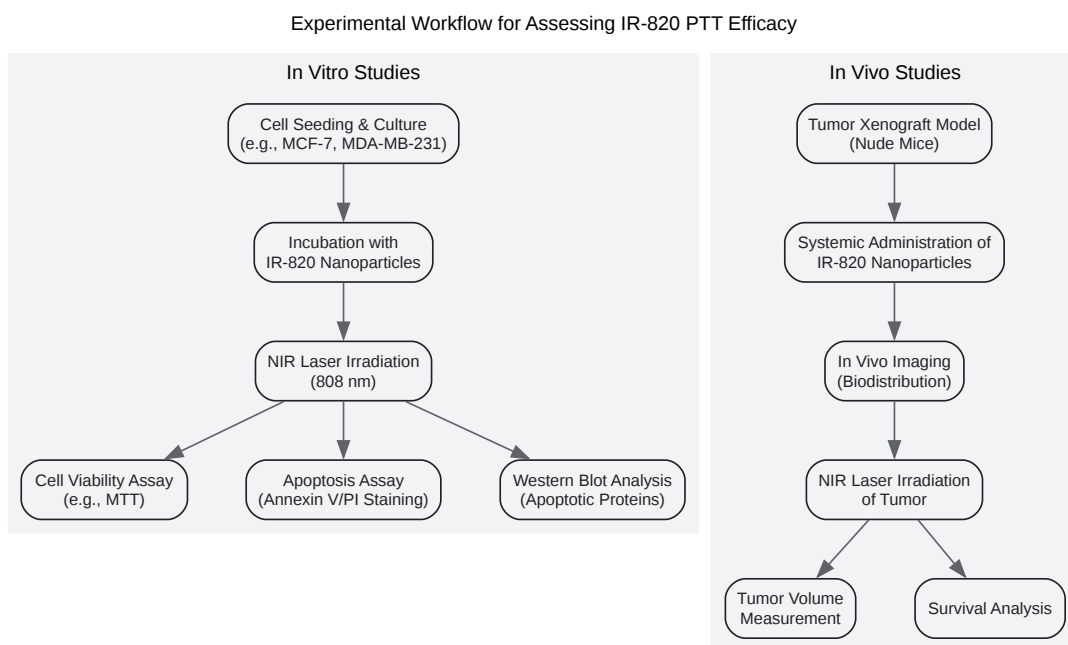 Experimental Workflow for Assessing IR-820 PTT Efficacy
In Vitro Studies
Cell Seeding & Culture
(e.g., MCF-7, MDA-MB-231)
Incubation with
IR-820 Nanoparticles
NIR Laser Irradiation
(808 nm)
Cell Viability Assay
(e.g., MTT)
Apoptosis Assay
(Annexin V/PI Staining)
Western Blot Analysis
(Apoptotic Proteins)
In Vivo Studies
Tumor Xenograft Model
(Nude Mice)
Systemic Administration of
IR-820 Nanoparticles
In Vivo Imaging
(Biodistribution)
NIR Laser Irradiation
of Tumor
Tumor Volume
Measurement
Survival Analysis